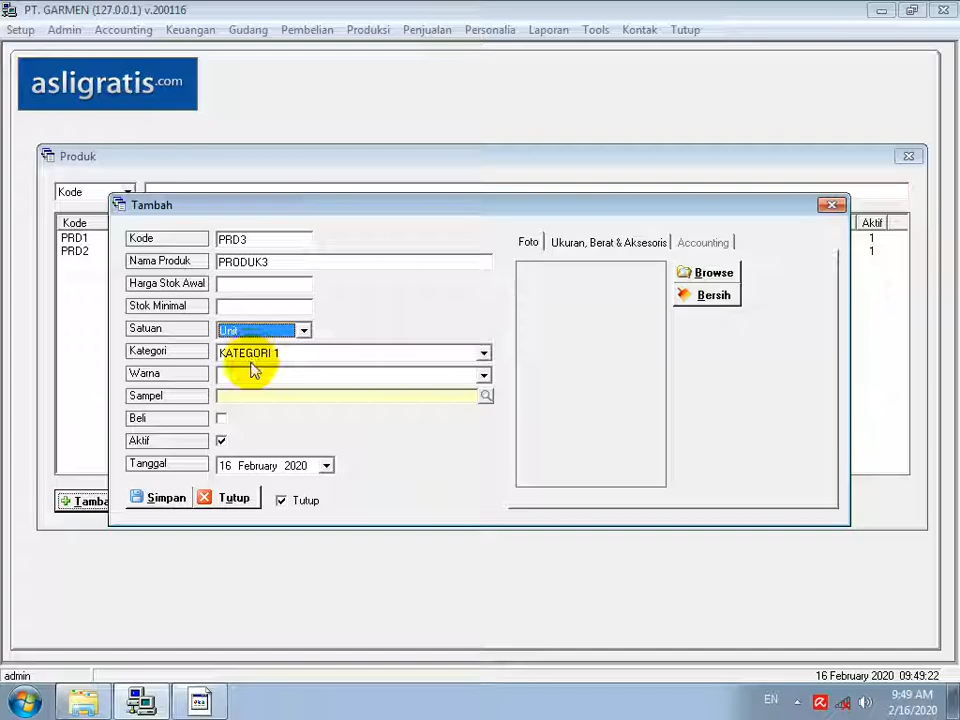 PT. GARMEN (127.0.0.1) v.200116
Setup Admin Accounting Keuangan Gudang Pembelian Produksi Penjualan Personalia Laporan Tools Kontak Tutup
asligratis.com
Produk
Kode
Tambah
Kode Aktif
PRD1 1
PRD2 1
Kode PRD3
Nama Produk PRODUK3
Harga Stok Awal
Stok Minimal
Satuan Unit
Kategori KATEGORI 1
Warna
Sampel
Beli
Aktif
Tanggal 16 February 2020
Simpan Tutup Tutup
Foto Ukuran, Berat & Aksesoris Accounting
Browse
Bersih
Tamba
admin 16 February 2020 09:49:22
EN 9:49 AM
2/16/2020